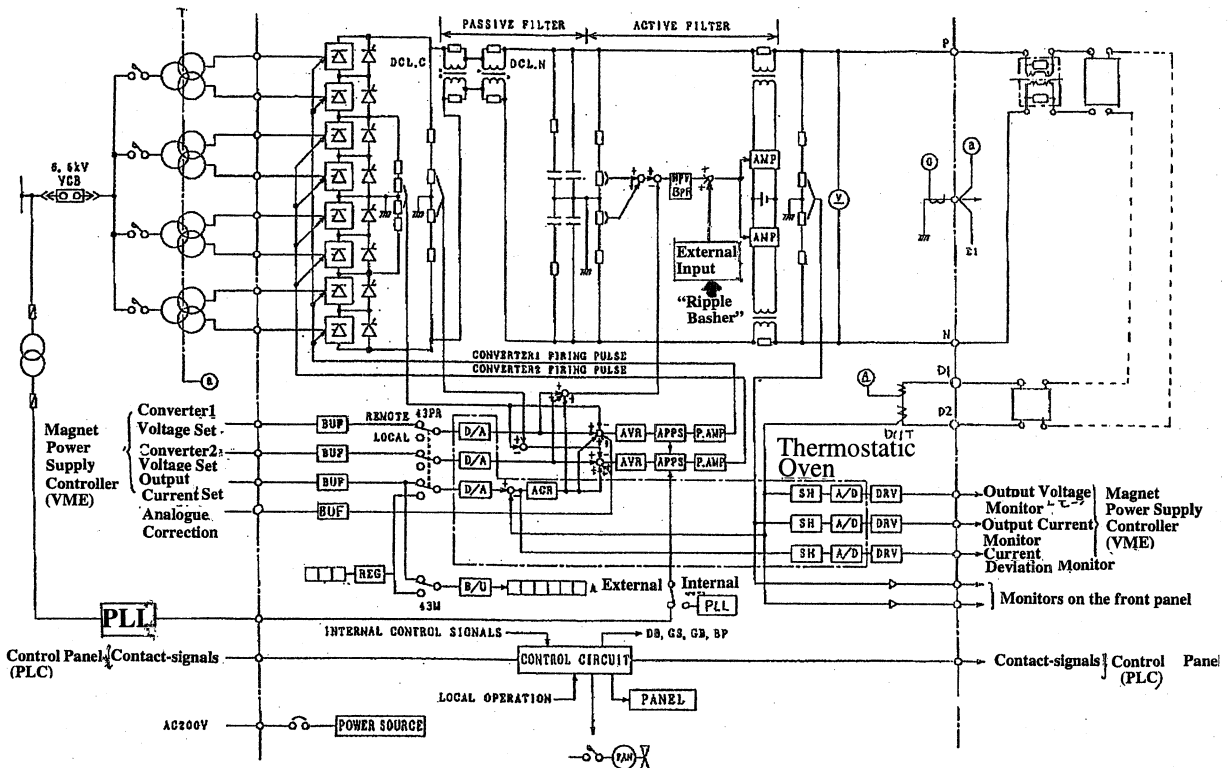 PASSIVE FILTER
ACTIVE FILTER
DCL.C
DCL.N
P
6.6kV
VCB
AMP
BPF
V
G
a
AMP
E1
External
Input
"Ripple
Basher"
N
a
CONVERTER1 FIRING PULSE
CONVERTER2 FIRING PULSE
A
D1
D2
DCCT
Magnet
Power
Supply
Controller
(VME)
Converter1
Voltage Set
Converter2
Voltage Set
Output
Current Set
Analogue
Correction
BUF
BUF
BUF
BUF
REMOTE
43PR
LOCAL
D/A
D/A
D/A
ACR
AVR
APPS
P.AMP
AVR
APPS
P.AMP
Thermostatic
Oven
SH
A/D
DRV
SH
A/D
DRV
SH
A/D
DRV
Output Voltage
Monitor
Output Current
Monitor
Current
Deviation Monitor
Magnet
Power Supply
Controller
(VME)
REG
43M
B/U
A
External
Internal
PLL
Monitors on the front panel
PLL
INTERNAL CONTROL SIGNALS
DS, GS, GB, BP
Control Panel
(PLC)
Contact-signals
CONTROL CIRCUIT
Contact-signals
Control Panel
(PLC)
LOCAL OPERATION
PANEL
AC200V
POWER SOURCE
FAN